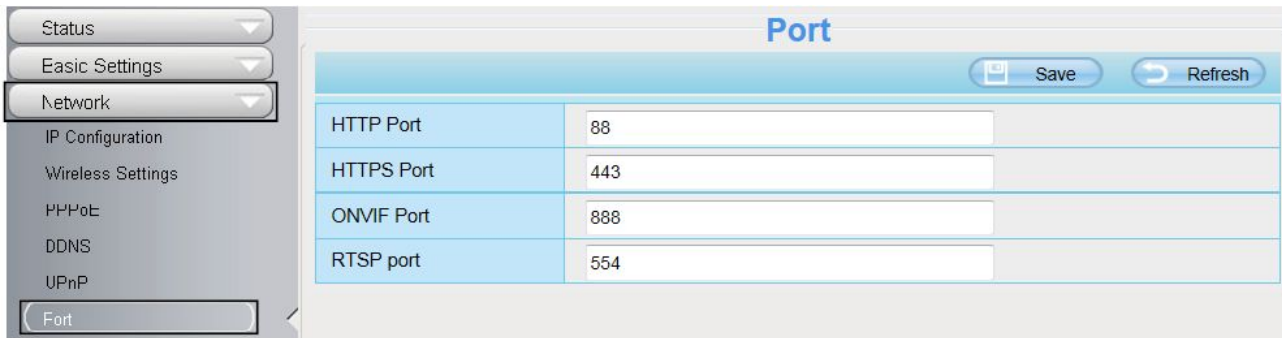 Status
Easic Settings
Network
IP Configuration
Wireless Settings
PPPoE
DDNS
UPnP
Fort
Port
Save
Refresh
HTTP Port
88
HTTPS Port
443
ONVIF Port
888
RTSP port
554